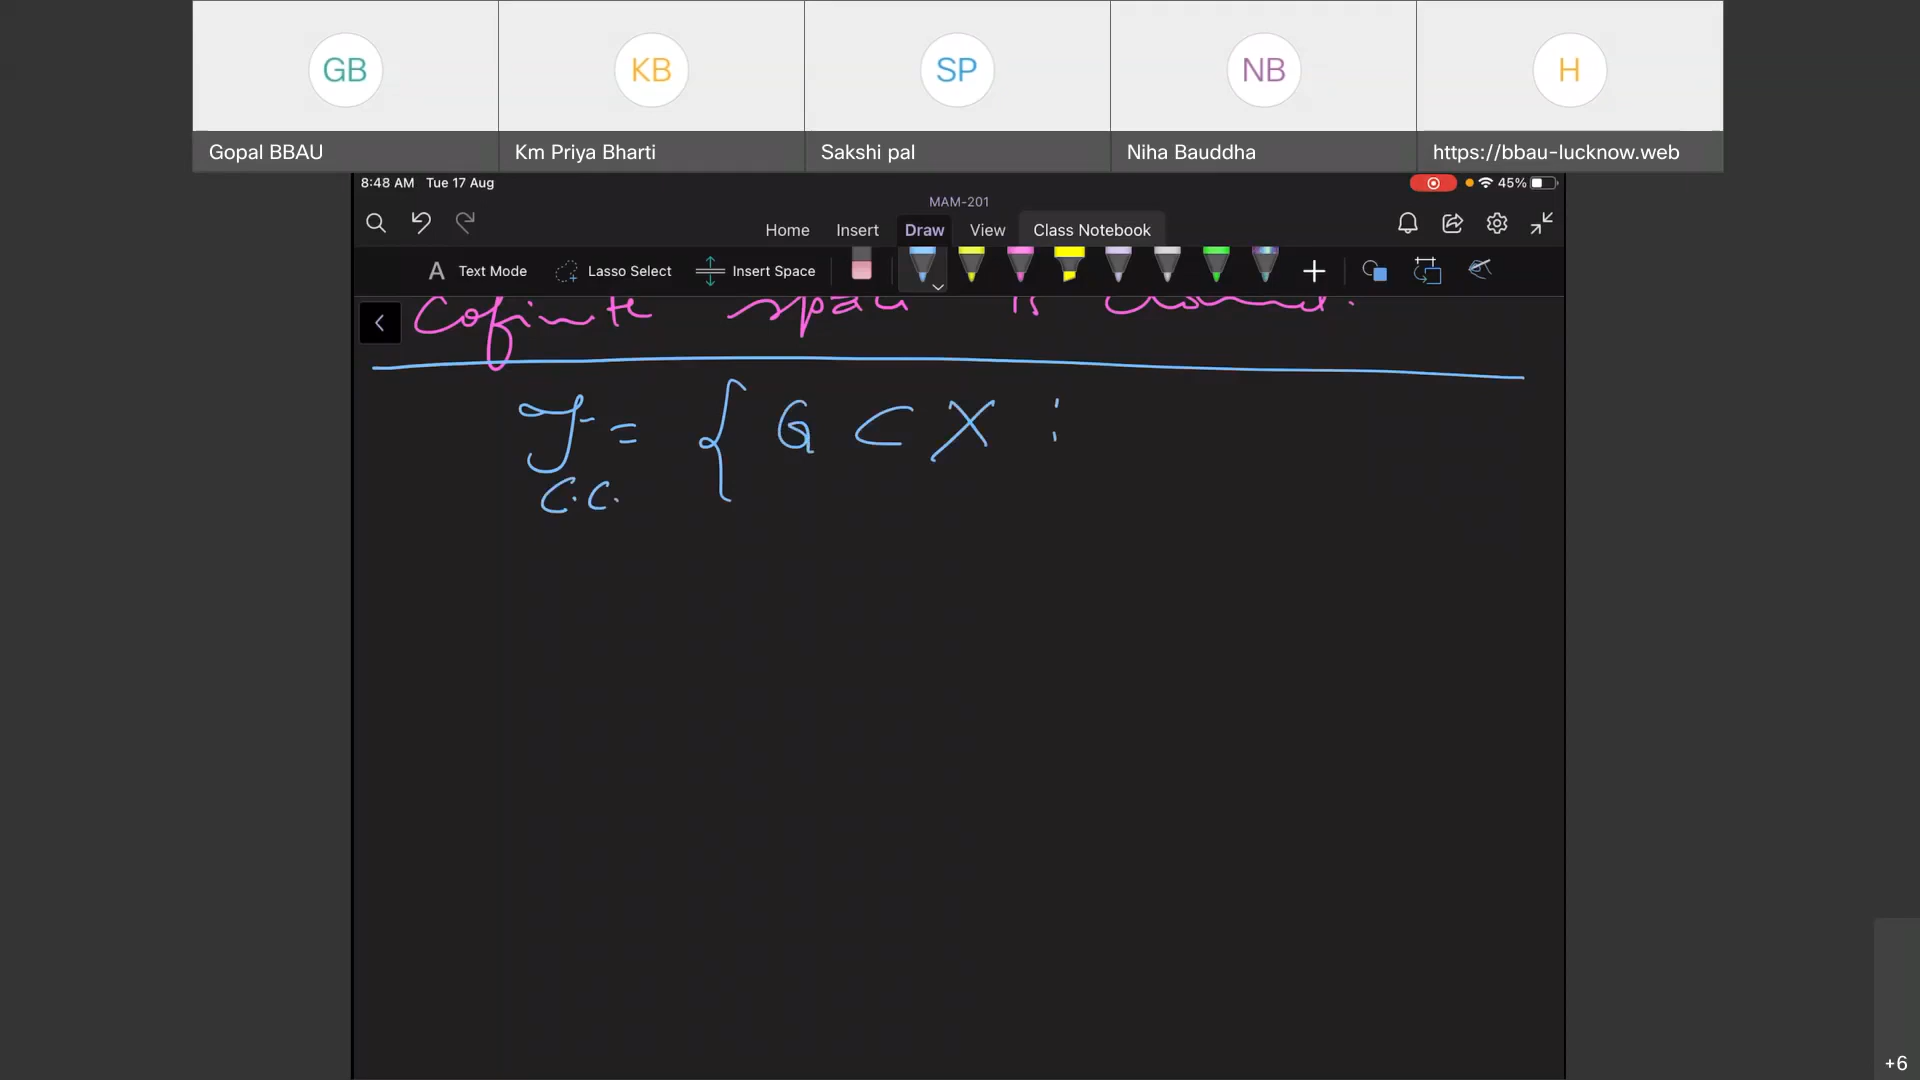 GB KB SP NB H
Gopal BBAU Km Priya Bharti Sakshi pal Niha Bauddha https://bbau-lucknow.web
8:48 AM Tue 17 Aug 45%
MAM-201
Home Insert Draw View Class Notebook
A Text Mode Lasso Select Insert Space
Cofinite space is
𝒯 = { G ⊂ X :
c.c.
+6